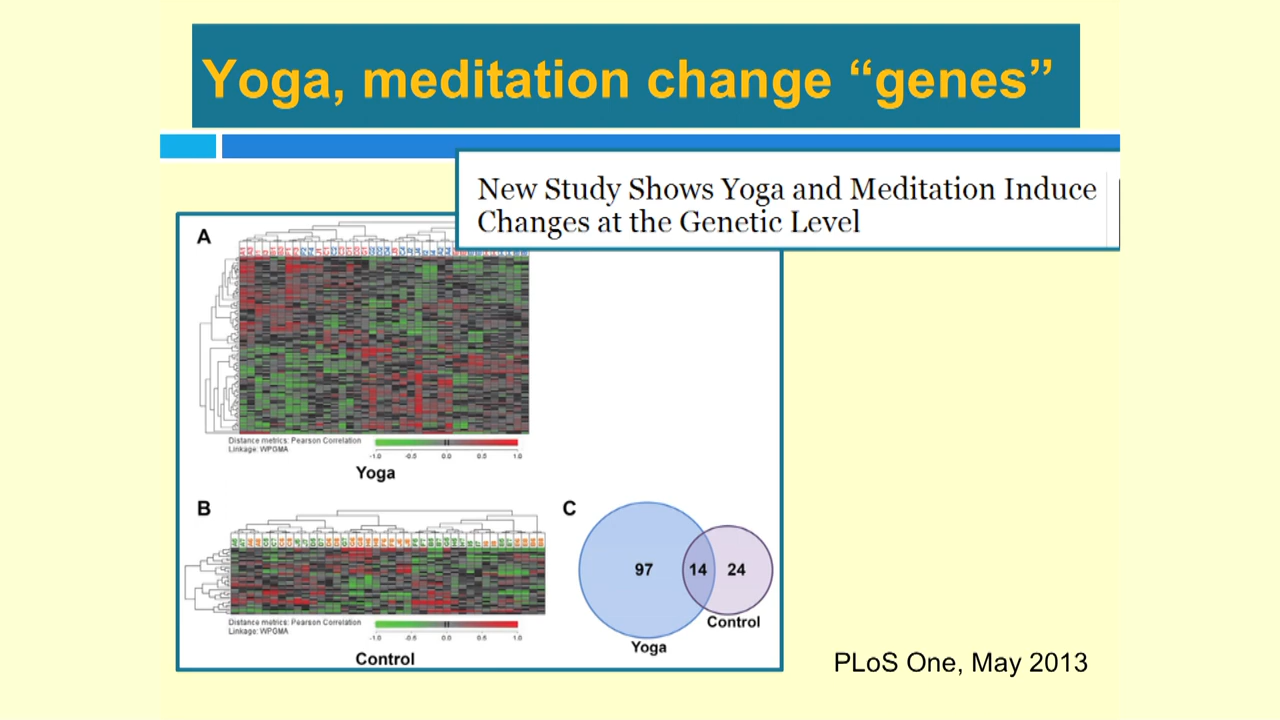 Yoga, meditation change “genes”
New Study Shows Yoga and Meditation Induce
Changes at the Genetic Level
A
Distance metrics: Pearson Correlation
Linkage: WPGMA
-1.0 -0.5 0.0 0.5 1.0
Yoga
B
Distance metrics: Pearson Correlation
Linkage: WPGMA
-1.0 -0.5 0.0 0.5 1.0
Control
C
97 14 24
Control
Yoga
PLoS One, May 2013